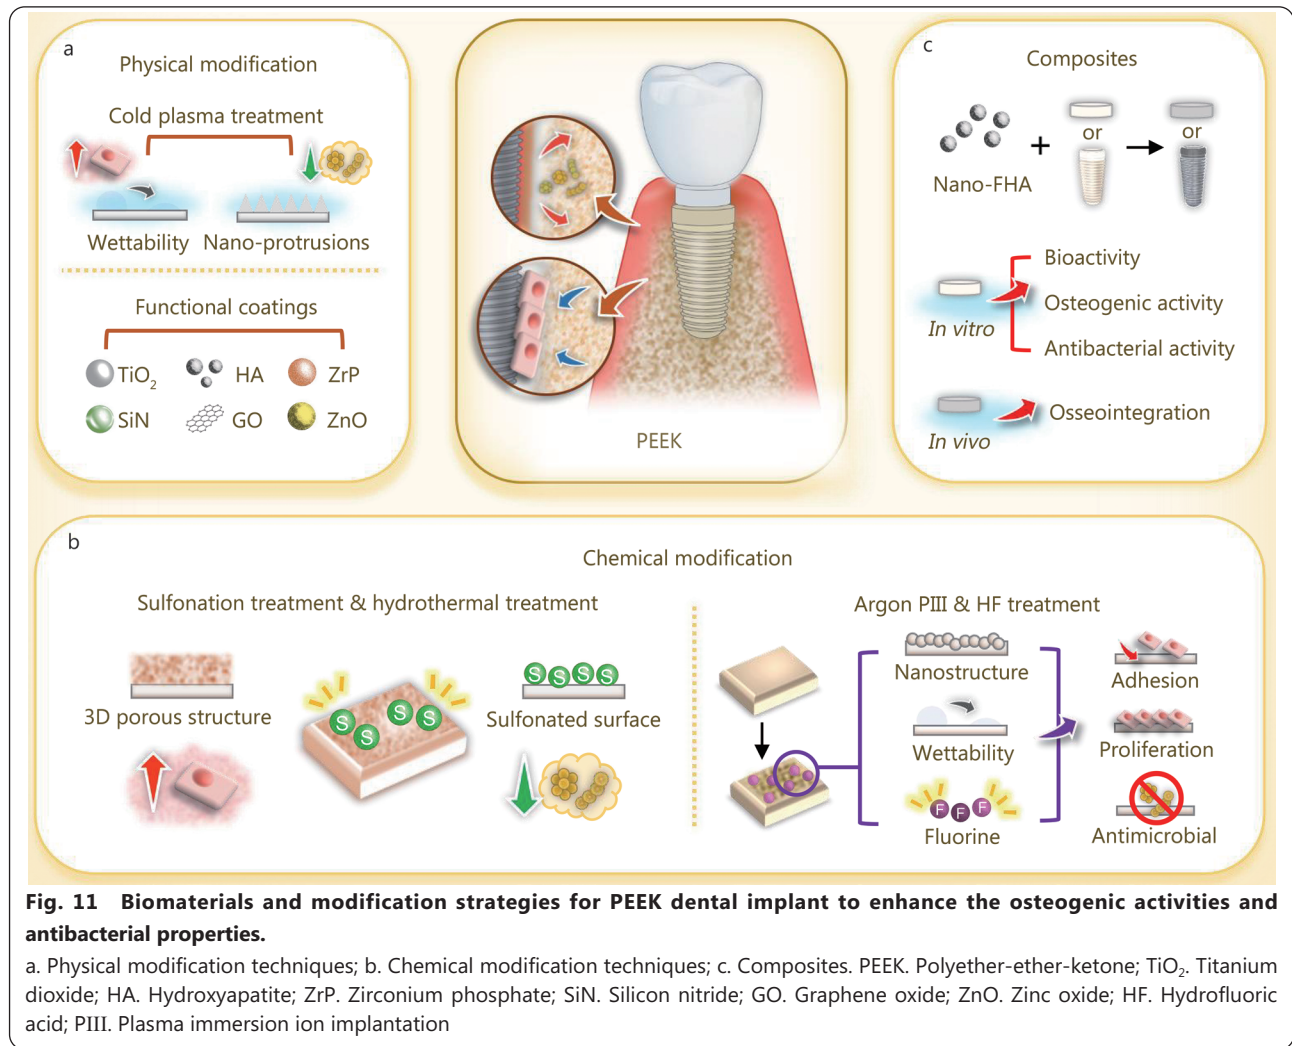 a
Physical modification
Cold plasma treatment
Wettability
Nano-protrusions
Functional coatings
TiO₂
HA
ZrP
SiN
GO
ZnO
PEEK
c
Composites
Nano-FHA
+
or
or
In vitro
Bioactivity
Osteogenic activity
Antibacterial activity
In vivo
Osseointegration
b
Chemical modification
Sulfonation treatment & hydrothermal treatment
3D porous structure
S S S S
S S S S
Sulfonated surface
Argon PIII & HF treatment
Nanostructure
Wettability
F F F
Fluorine
Adhesion
Proliferation
Antimicrobial
Fig. 11 Biomaterials and modification strategies for PEEK dental implant to enhance the osteogenic activities and
antibacterial properties.
a. Physical modification techniques; b. Chemical modification techniques; c. Composites. PEEK. Polyether-ether-ketone; TiO₂. Titanium
dioxide; HA. Hydroxyapatite; ZrP. Zirconium phosphate; SiN. Silicon nitride; GO. Graphene oxide; ZnO. Zinc oxide; HF. Hydrofluoric
acid; PIII. Plasma immersion ion implantation